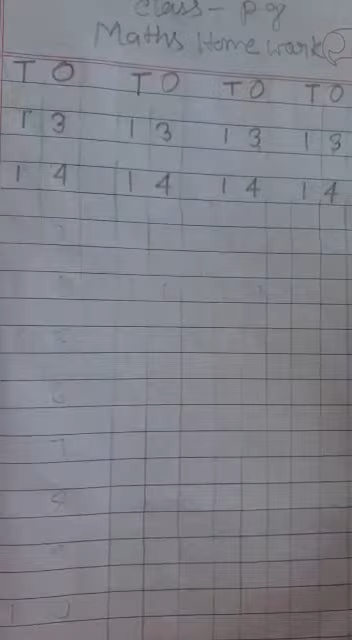 Class - P g
Maths Home work
T O T O T O T O
1 3 1 3 1 3 1 3
1 4 1 4 1 4 1 4